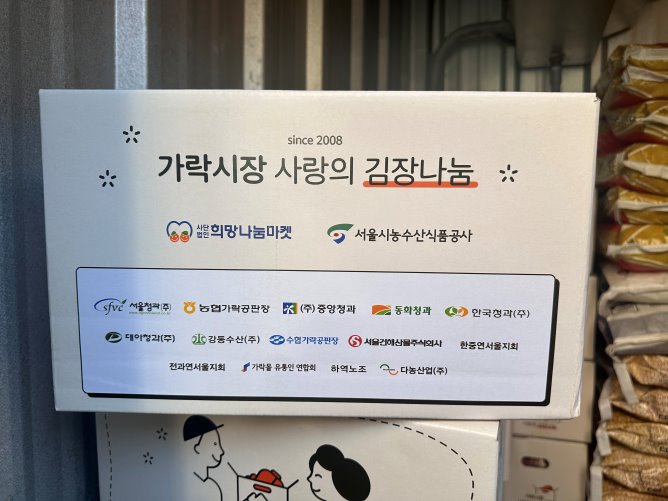 since 2008
가락시장 사랑의 김장나눔
사단법인 희망나눔마켓 서울시농수산식품공사
sfvc 서울청과(주) 농협가락공판장 (주)중앙청과 동화청과 한국청과(주)
대아청과(주) 강동수산(주) 수협가락공판장 서울건해산물주식회사 한중연서울지회
전과연서울지회 가락몰 유통인 연합회 하역노조 다농산업(주)